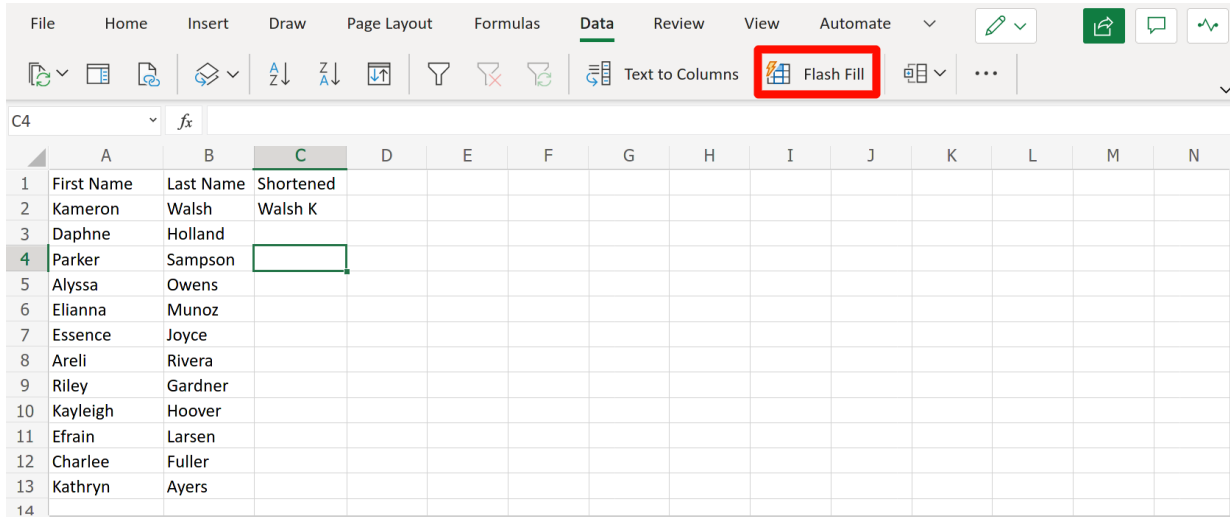 File Home Insert Draw Page Layout Formulas Data Review View Automate
Text to Columns Flash Fill
C4 fx
A B C D E F G H I J K L M N
1 First Name Last Name Shortened
2 Kameron Walsh Walsh K
3 Daphne Holland
4 Parker Sampson
5 Alyssa Owens
6 Elianna Munoz
7 Essence Joyce
8 Areli Rivera
9 Riley Gardner
10 Kayleigh Hoover
11 Efrain Larsen
12 Charlee Fuller
13 Kathryn Ayers
14